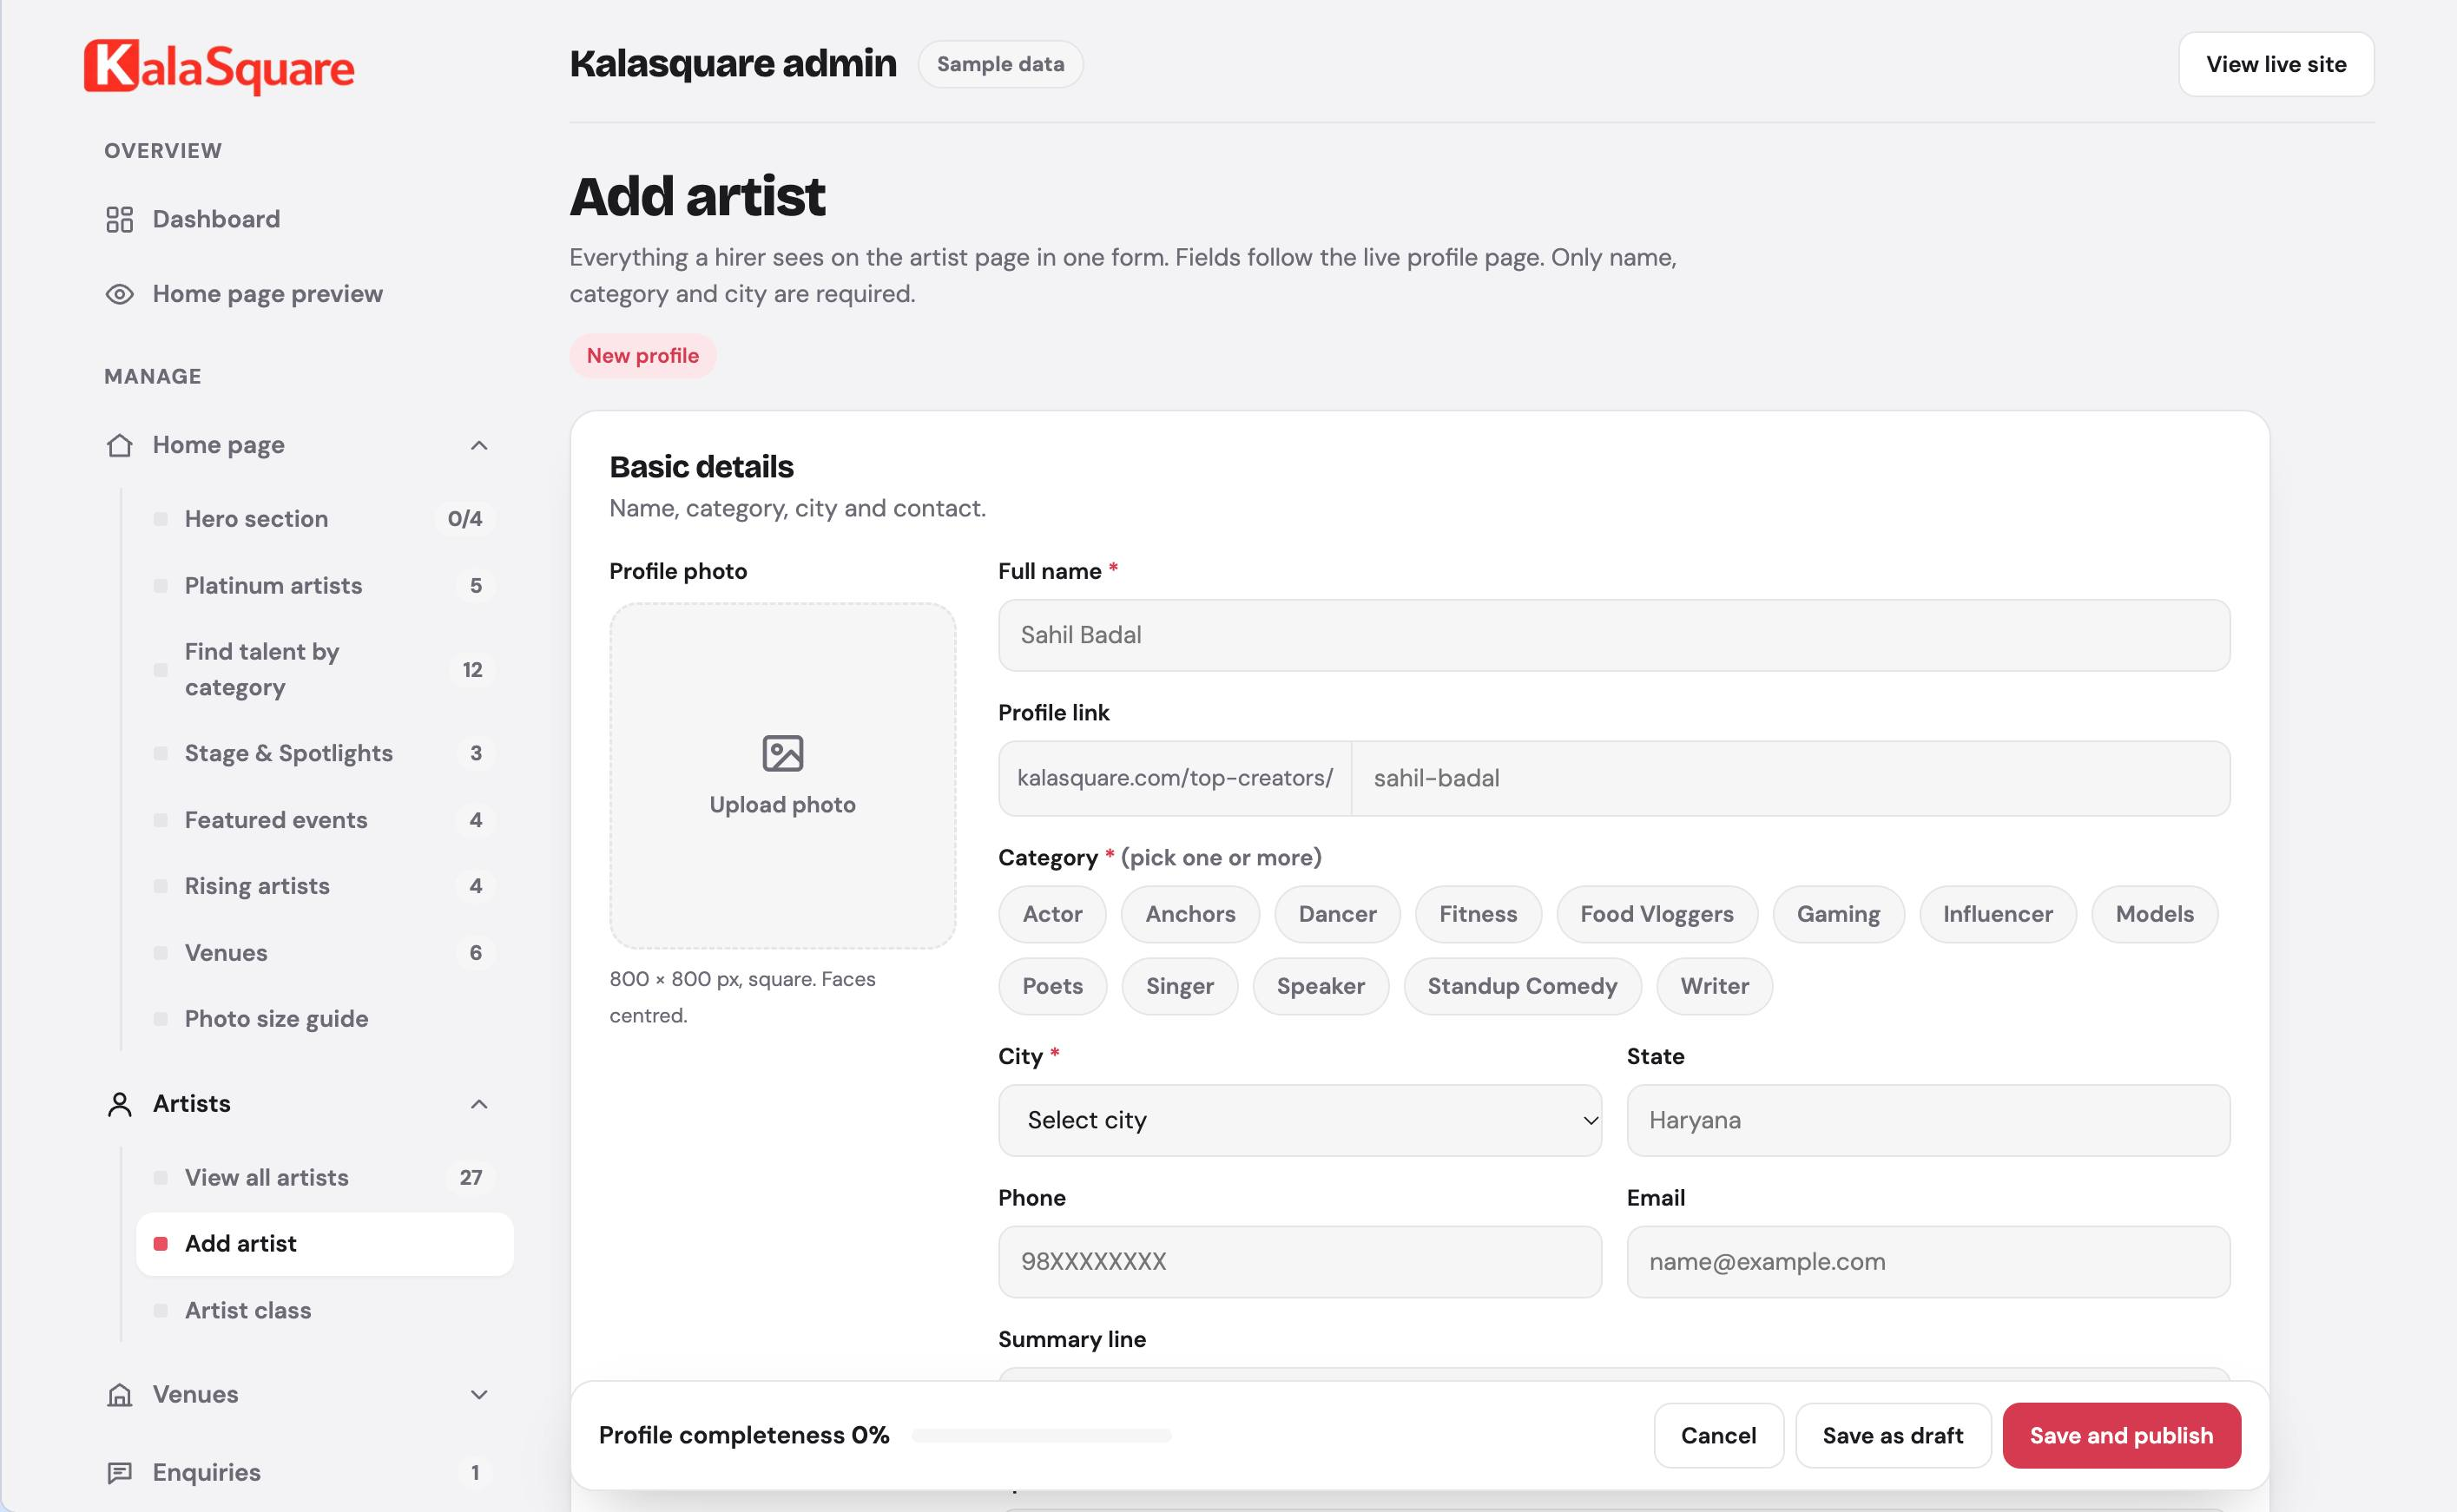 KalaSquare
OVERVIEW
Dashboard
Home page preview
MANAGE
Home page
Hero section 0/4
Platinum artists 5
Find talent by
category 12
Stage & Spotlights 3
Featured events 4
Rising artists 4
Venues 6
Photo size guide
Artists
View all artists 27
Add artist
Artist class
Venues
Enquiries 1
Kalasquare admin Sample data View live site
Add artist
Everything a hirer sees on the artist page in one form. Fields follow the live profile page. Only name,
category and city are required.
New profile
Basic details
Name, category, city and contact.
Profile photo
Upload photo
800 × 800 px, square. Faces
centred.
Full name *
Sahil Badal
Profile link
kalasquare.com/top-creators/ sahil-badal
Category * (pick one or more)
Actor Anchors Dancer Fitness Food Vloggers Gaming Influencer Models
Poets Singer Speaker Standup Comedy Writer
City * State
Select city Haryana
Phone Email
98XXXXXXXX name@example.com
Summary line
Profile completeness 0% Cancel Save as draft Save and publish